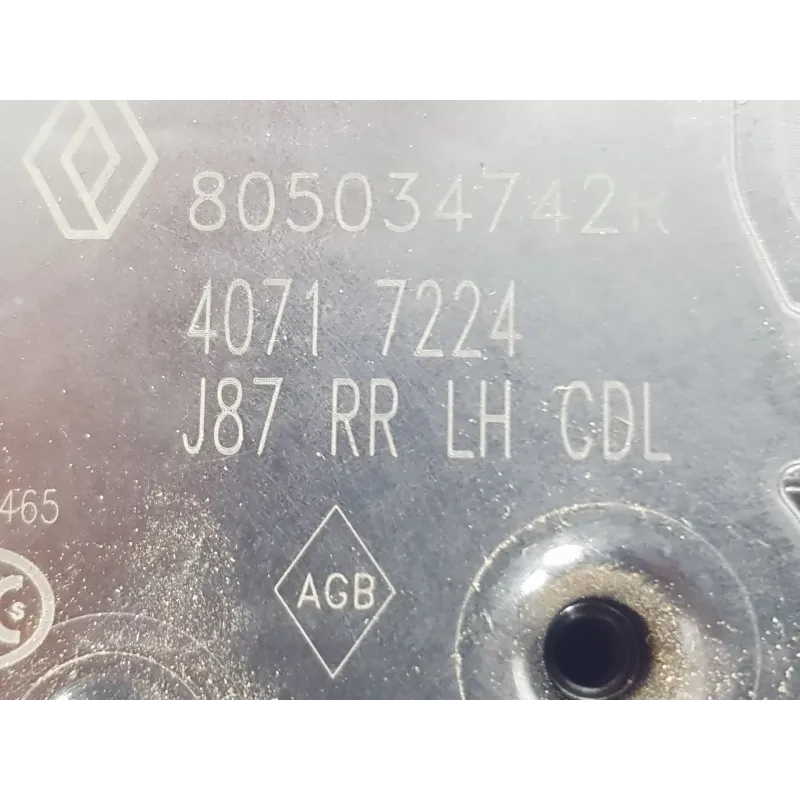 805034742R
4071 7224
J87 RR LH CDL
465
AGB
S